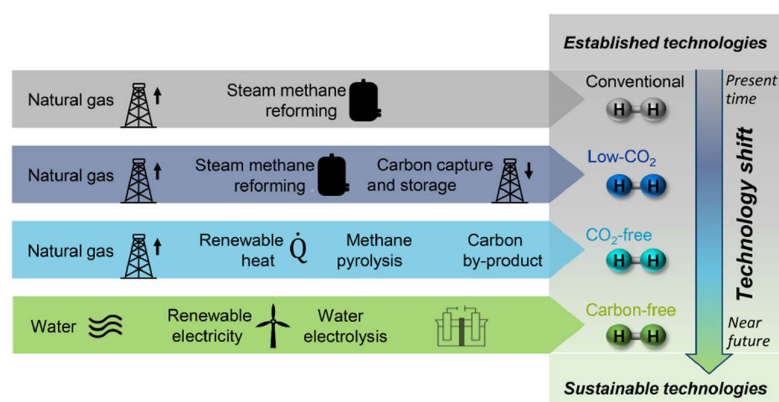 Established technologies
Natural gas
Steam methane
reforming
Conventional
H H
Present
time
Natural gas
Steam methane
reforming
Carbon capture
and storage
Low-CO₂
H H
Natural gas
Renewable
heat
Q̇
Methane
pyrolysis
Carbon
by-product
CO₂-free
H H
Water
Renewable
electricity
Water
electrolysis
Carbon-free
H H
Technology shift
Near
future
Sustainable technologies